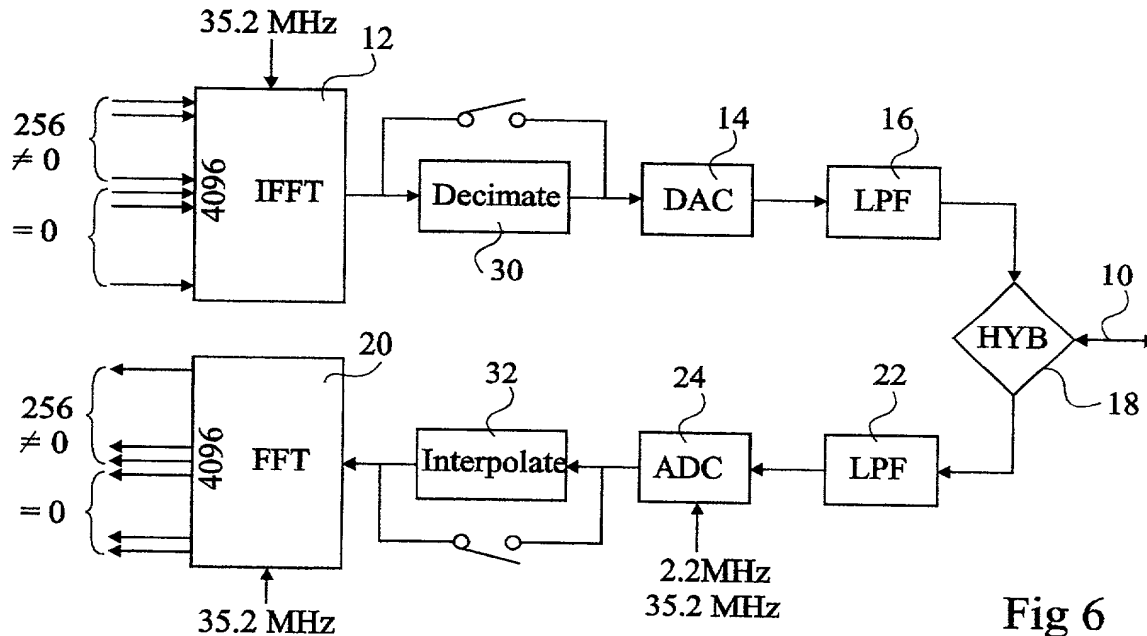 35.2 MHz
12
256
≠ 0
= 0
4096
IFFT
Decimate
30
14
DAC
16
LPF
10
HYB
18
20
256
≠ 0
= 0
4096
FFT
32
Interpolate
24
ADC
22
LPF
35.2 MHz
2.2MHz
35.2 MHz
Fig 6